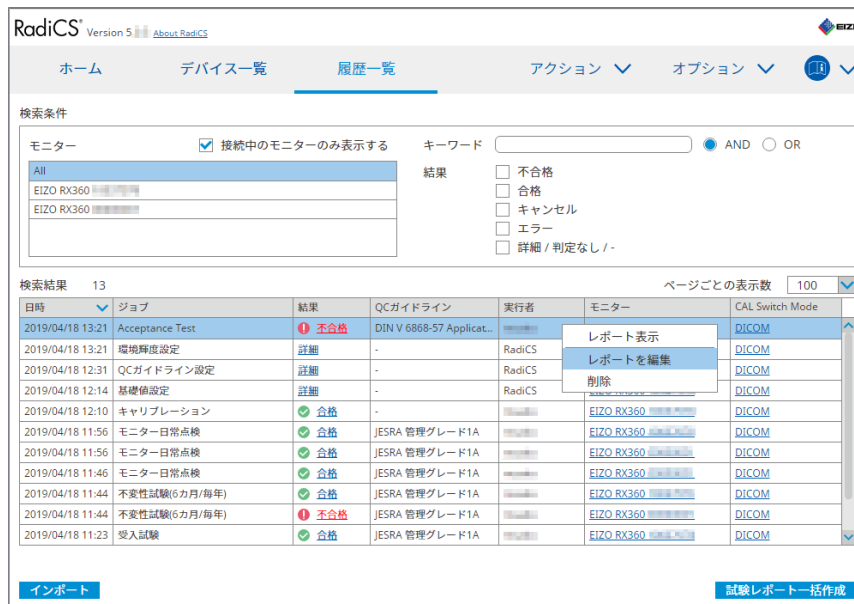 RadiCS® Version 5. About RadiCS EIZO
ホーム デバイス一覧 履歴一覧 アクション オプション
検索条件
モニター 接続中のモニターのみ表示する キーワード AND OR
All 結果 不合格
EIZO RX360 合格
EIZO RX360 キャンセル
エラー
詳細 / 判定なし / -
検索結果 13 ページごとの表示数 100
日時 ジョブ 結果 QCガイドライン 実行者 モニター CAL Switch Mode
2019/04/18 13:21 Acceptance Test 不合格 DIN V 6868-57 Applicat... DICOM
レポート表示
2019/04/18 13:21 環境輝度設定 詳細 - RadiCS DICOM
レポートを編集
2019/04/18 12:31 QCガイドライン設定 詳細 - RadiCS DICOM
削除
2019/04/18 12:14 基礎値設定 詳細 - RadiCS EIZO RX360 DICOM
2019/04/18 12:10 キャリブレーション 合格 - EIZO RX360 DICOM
2019/04/18 11:56 モニター日常点検 合格 JESRA 管理グレード1A EIZO RX360 DICOM
2019/04/18 11:56 モニター日常点検 合格 JESRA 管理グレード1A EIZO RX360 DICOM
2019/04/18 11:46 モニター日常点検 合格 JESRA 管理グレード1A EIZO RX360 DICOM
2019/04/18 11:44 不変性試験(6カ月/毎年) 合格 JESRA 管理グレード1A EIZO RX360 DICOM
2019/04/18 11:44 不変性試験(6カ月/毎年) 不合格 JESRA 管理グレード1A EIZO RX360 DICOM
2019/04/18 11:23 受入試験 合格 JESRA 管理グレード1A EIZO RX360 DICOM
インポート 試験レポート一括作成